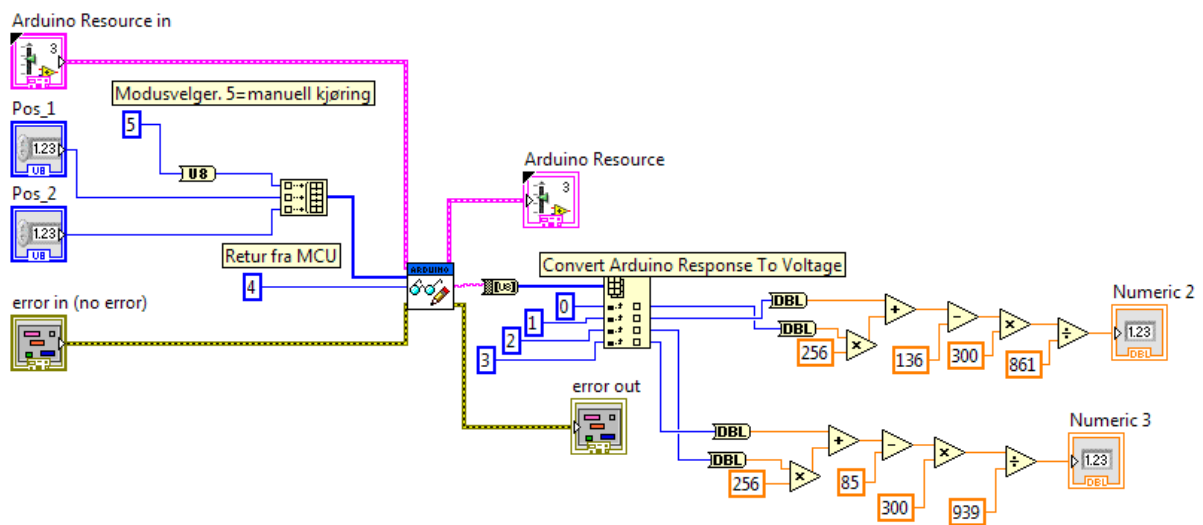 Arduino Resource in
3
Modusvelger. 5=manuell kjøring
Pos_1
5
1.23
U8
U8
Arduino Resource
3
Pos_2
1.23
U8
Retur fra MCU
4
ARDUINO
[U8]
Convert Arduino Response To Voltage
error in (no error)
0
1
2
3
DBL
DBL
256
+
x
−
136
x
300
÷
861
Numeric 2
1.23
DBL
error out
DBL
DBL
256
+
x
−
85
x
300
÷
939
Numeric 3
1.23
DBL